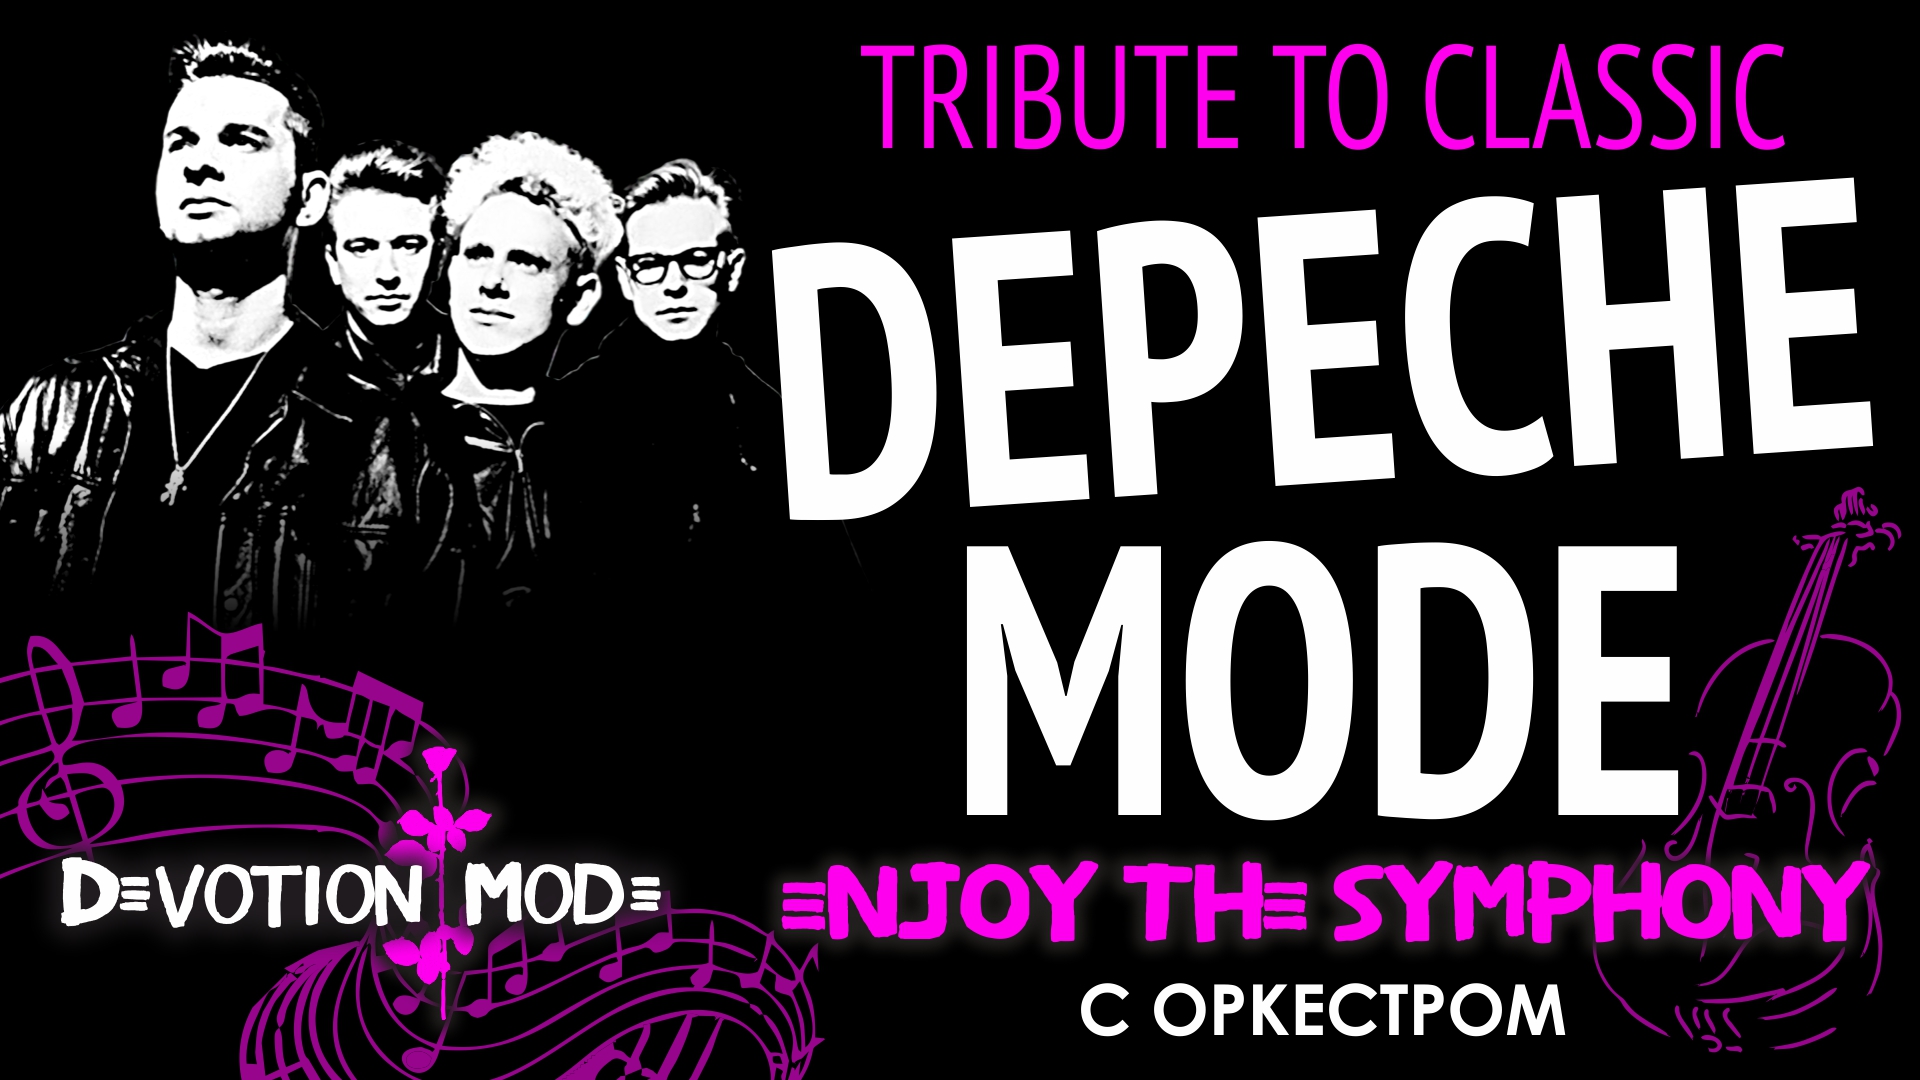 TRIBUTE TO CLASSIC
DEPECHE
MODE
DEVOTION MODE
ENJOY THE SYMPHONY
С ОРКЕСТРОМ